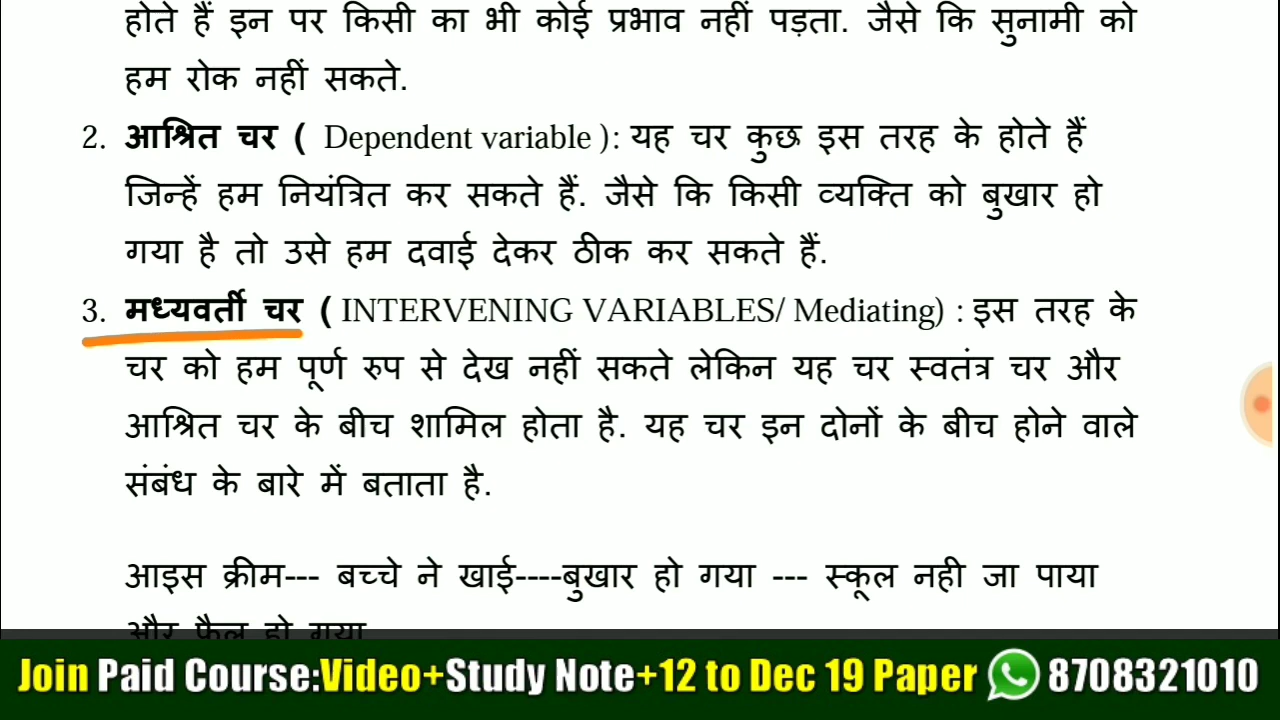 होते हैं इन पर किसी का भी कोई प्रभाव नहीं पड़ता. जैसे कि सुनामी को
हम रोक नहीं सकते.
2. आश्रित चर ( Dependent variable ): यह चर कुछ इस तरह के होते हैं
जिन्हें हम नियंत्रित कर सकते हैं. जैसे कि किसी व्यक्ति को बुखार हो
गया है तो उसे हम दवाई देकर ठीक कर सकते हैं.
3. मध्यवर्ती चर ( INTERVENING VARIABLES/ Mediating) : इस तरह के
चर को हम पूर्ण रुप से देख नहीं सकते लेकिन यह चर स्वतंत्र चर और
आश्रित चर के बीच शामिल होता है. यह चर इन दोनों के बीच होने वाले
संबंध के बारे में बताता है.
आइस क्रीम--- बच्चे ने खाई----बुखार हो गया --- स्कूल नही जा पाया
और फैल हो गया
Join Paid Course:Video+Study Note+12 to Dec 19 Paper 8708321010